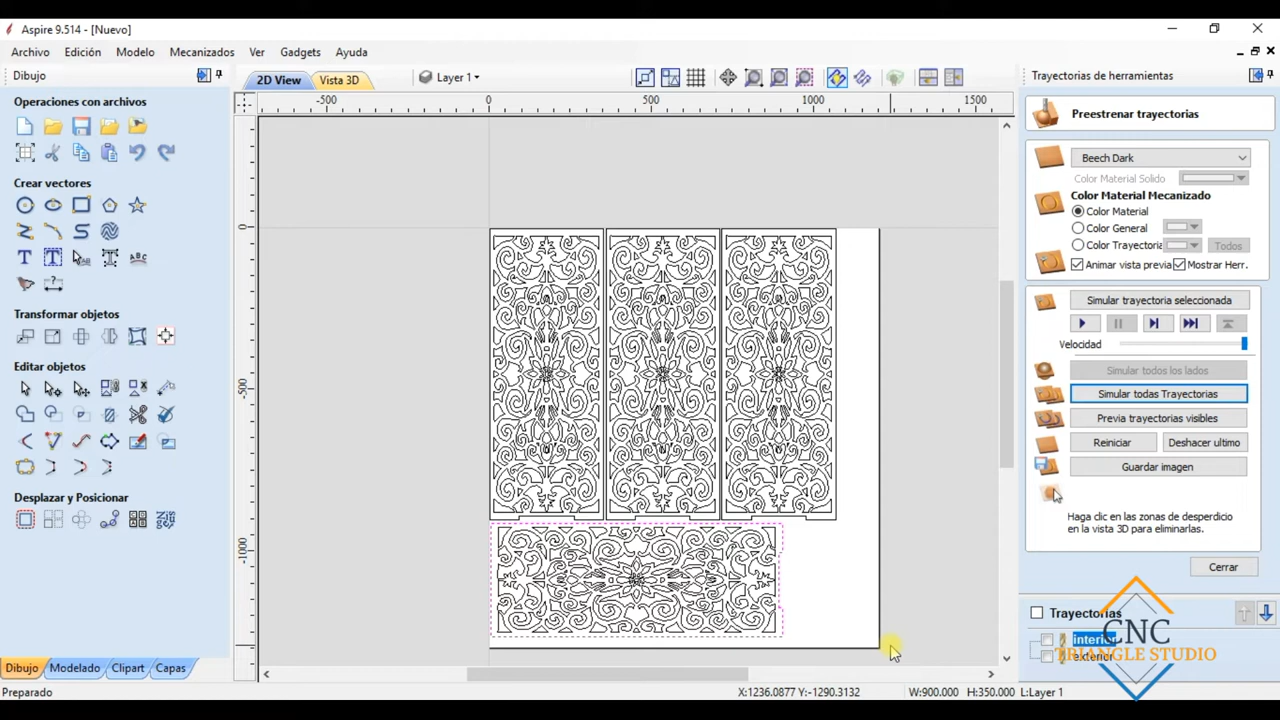 Aspire 9.514 - [Nuevo]
Archivo Edición Modelo Mecanizados Ver Gadgets Ayuda
Dibujo
2D View Vista 3D
Layer 1
Trayectorias de herramientas
-500 0 500 1000 1500
Operaciones con archivos
Preestrenar trayectorias
Beech Dark
Color Material Solido
Crear vectores
Color Material Mecanizado
Color Material
Color General
Color Trayectoria
Todos
Animar vista previa
Mostrar Herr.
0
Simular trayectoria seleccionada
Transformar objetos
Velocidad
Editar objetos
Simular todos los lados
-500
Simular todas Trayectorias
Previa trayectorias visibles
Reiniciar
Deshacer ultimo
Guardar imagen
Desplazar y Posicionar
Haga clic en las zonas de desperdicio
en la vista 3D para eliminarlas.
-1000
Cerrar
Trayectorias
CNC
interior
TRIANGLE STUDIO
exterior
Dibujo Modelado Clipart Capas
Preparado
X:1236.0877 Y:-1290.3132
W:900.000 H:350.000 L:Layer 1